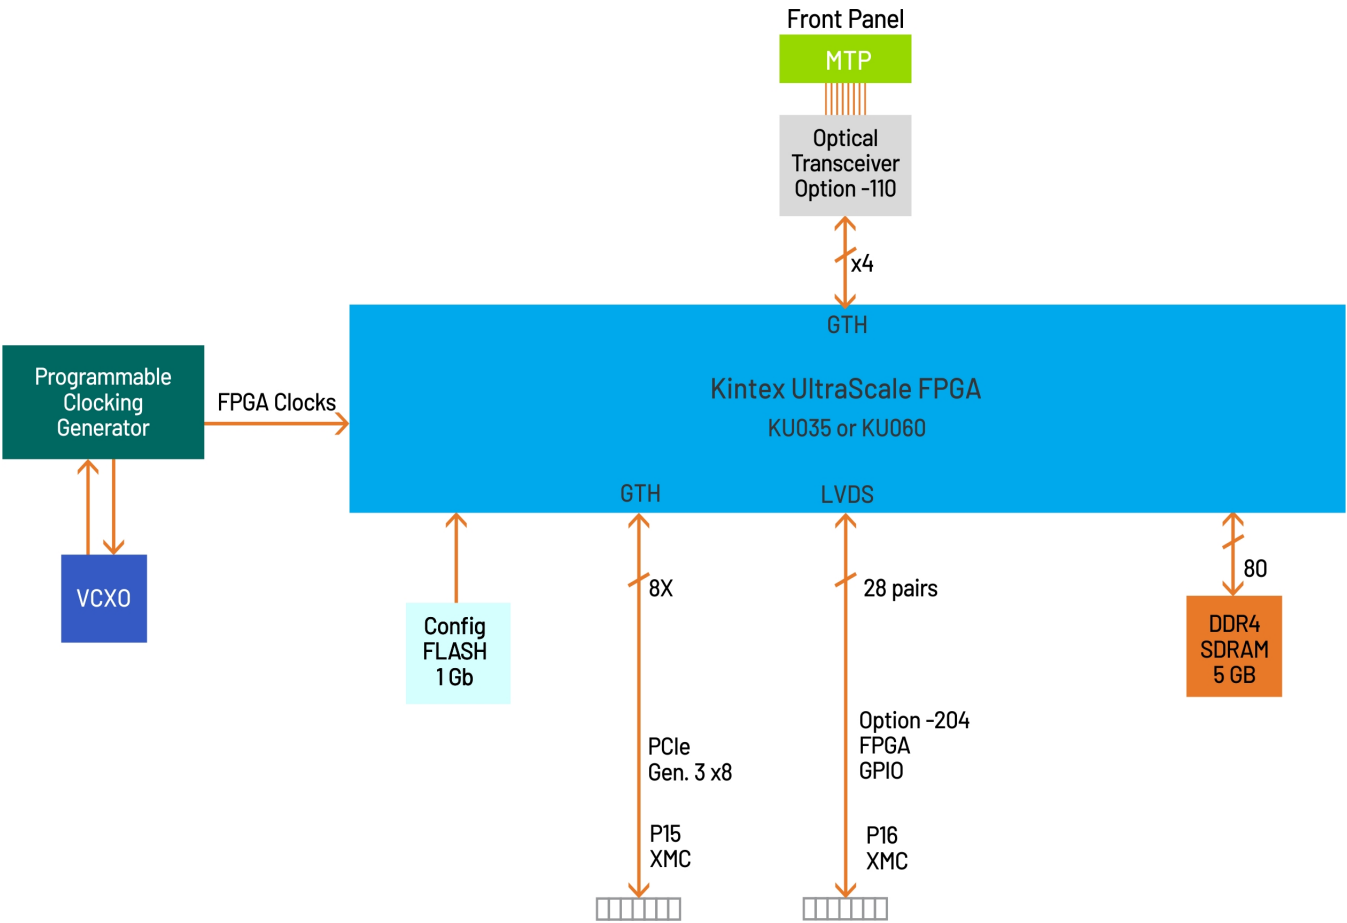 Front Panel
MTP
Optical
Transceiver
Option -110
x4
GTH
Programmable
Clocking
Generator
FPGA Clocks
Kintex UltraScale FPGA
KU035 or KU060
GTH
LVDS
VCXO
8X
28 pairs
80
Config
FLASH
1 Gb
DDR4
SDRAM
5 GB
PCIe
Gen. 3 x8
Option -204
FPGA
GPIO
P15
XMC
P16
XMC